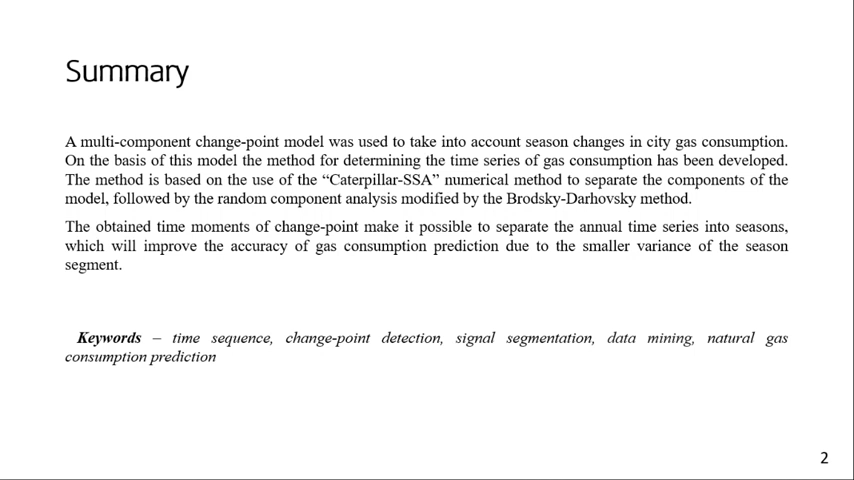 Summary
A multi-component change-point model was used to take into account season changes in city gas consumption.
On the basis of this model the method for determining the time series of gas consumption has been developed.
The method is based on the use of the “Caterpillar-SSA” numerical method to separate the components of the
model, followed by the random component analysis modified by the Brodsky-Darhovsky method.
The obtained time moments of change-point make it possible to separate the annual time series into seasons,
which will improve the accuracy of gas consumption prediction due to the smaller variance of the season
segment.
Keywords – time sequence, change-point detection, signal segmentation, data mining, natural gas
consumption prediction
2